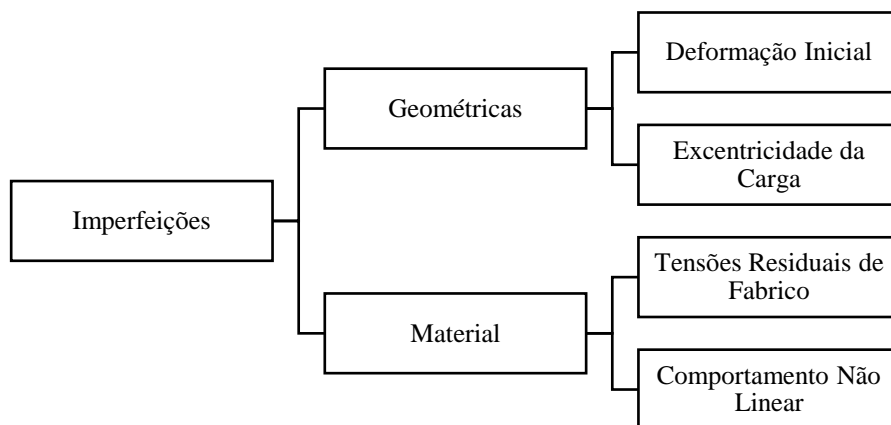 Imperfeições
Geométricas
Deformação Inicial
Excentricidade da
Carga
Material
Tensões Residuais de
Fabrico
Comportamento Não
Linear